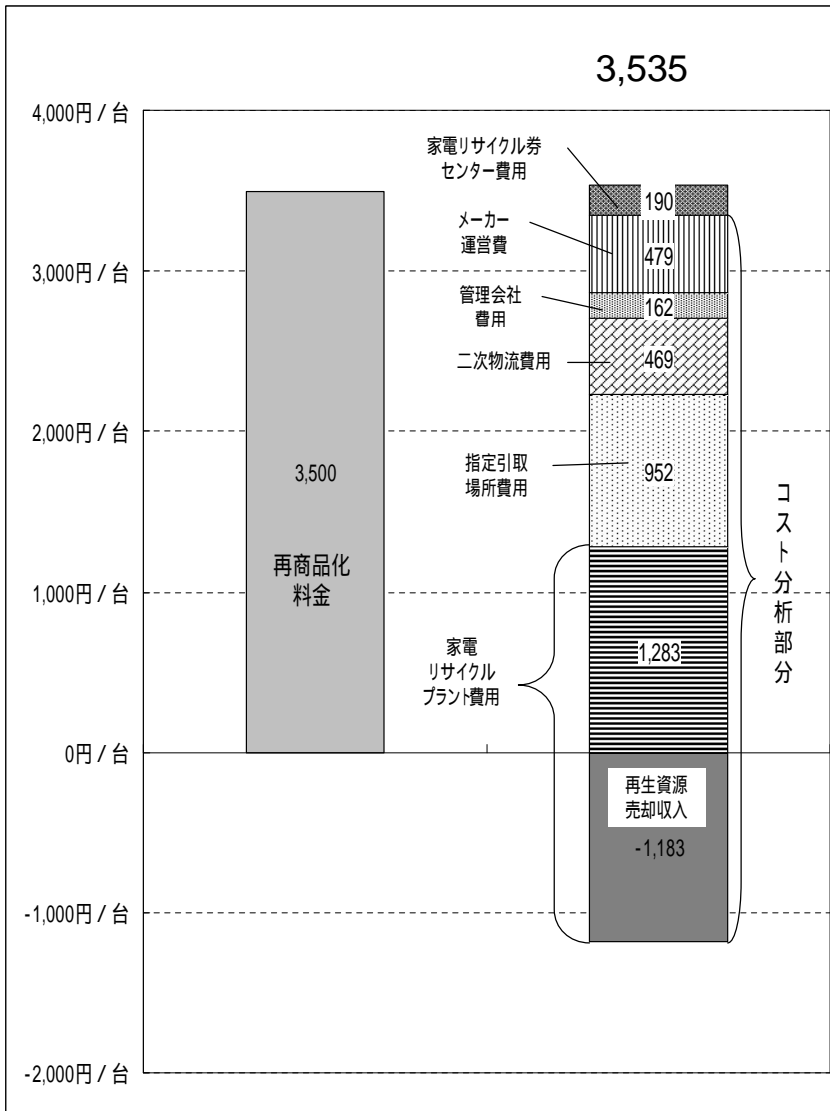 3,535
4,000円/台
3,000円/台
2,000円/台
1,000円/台
0円/台
-1,000円/台
-2,000円/台
3,500
再商品化
料金
家電リサイクル券
センター費用
メーカー
運営費
管理会社
費用
二次物流費用
指定引取
場所費用
家電
リサイクル
プラント費用
190
479
162
469
952
1,283
再生資源
売却収入
-1,183
コスト分析部分